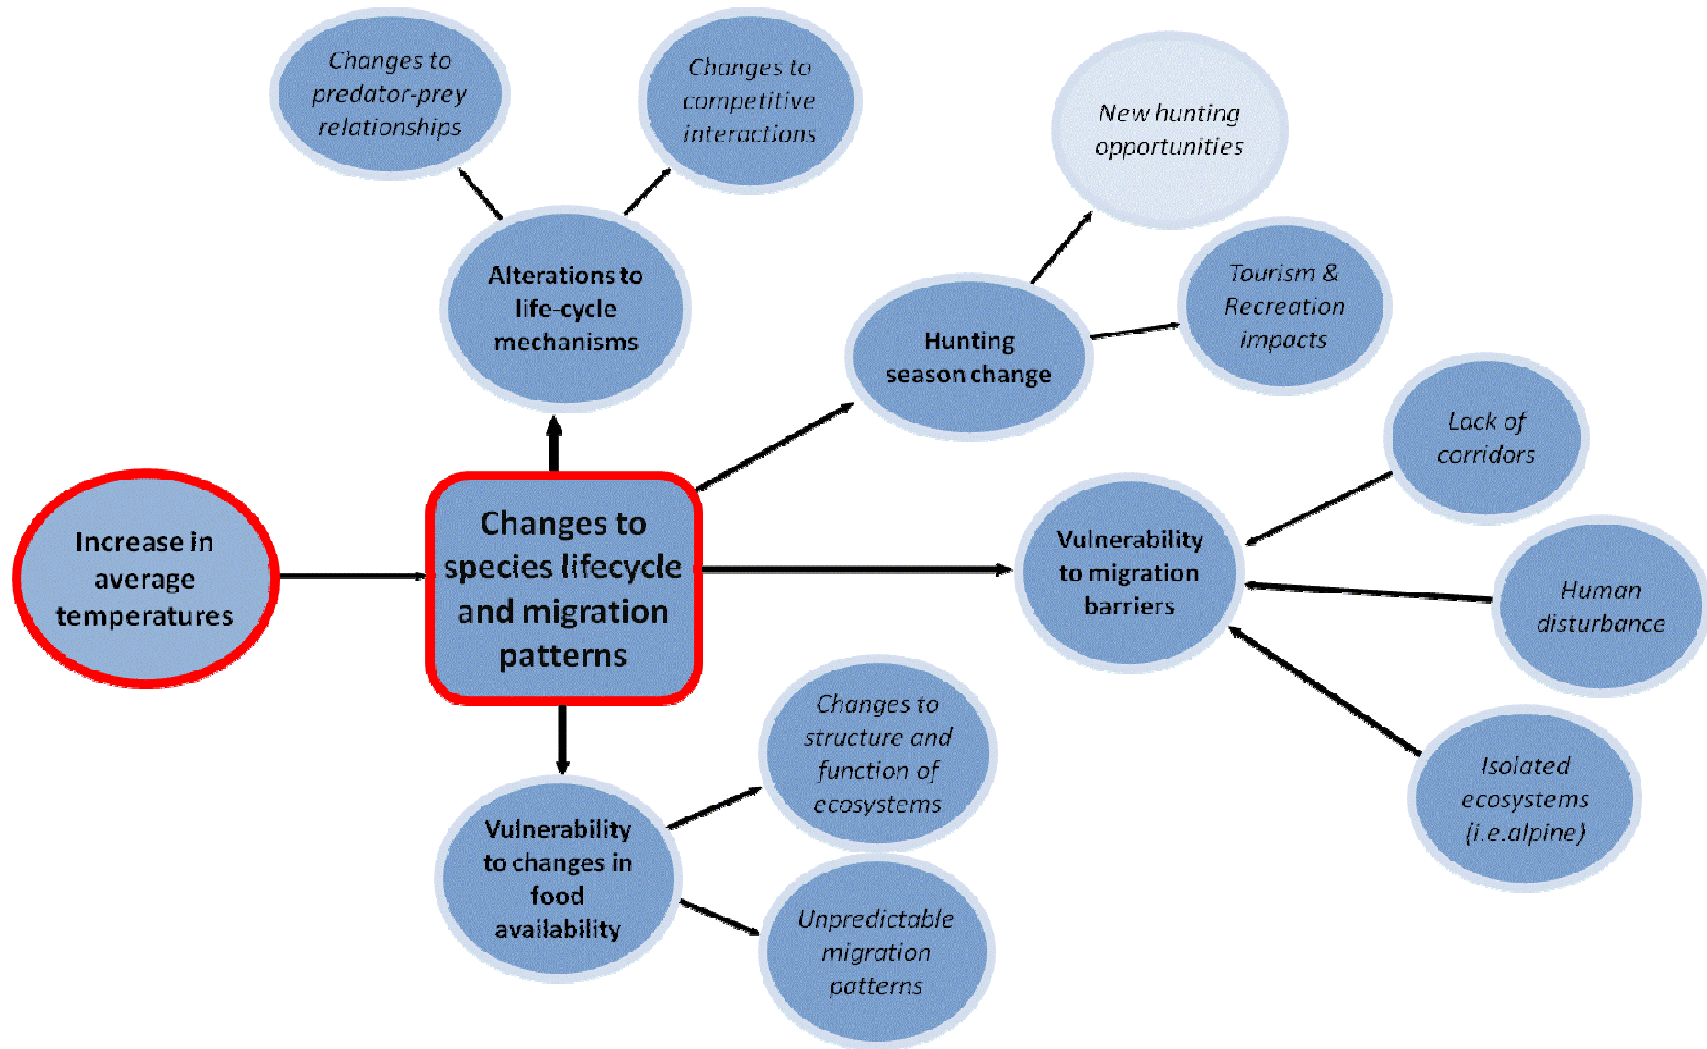 Changes to
predator-prey
relationships
Changes to
competitive
interactions
New hunting
opportunities
Alterations to
life-cycle
mechanisms
Tourism &
Recreation
impacts
Hunting
season change
Lack of
corridors
Increase in
average
temperatures
Changes to
species lifecycle
and migration
patterns
Vulnerability
to migration
barriers
Human
disturbance
Changes to
structure and
function of
ecosystems
Isolated
ecosystems
(i.e.alpine)
Vulnerability
to changes in
food
availability
Unpredictable
migration
patterns